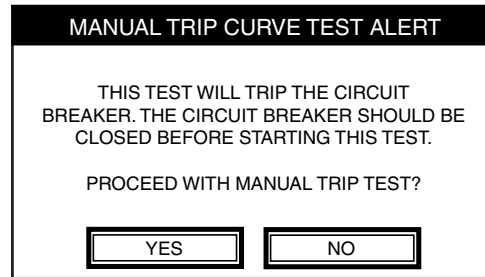 MANUAL TRIP CURVE TEST ALERT
THIS TEST WILL TRIP THE CIRCUIT
BREAKER. THE CIRCUIT BREAKER SHOULD BE
CLOSED BEFORE STARTING THIS TEST.
PROCEED WITH MANUAL TRIP TEST?
YES NO